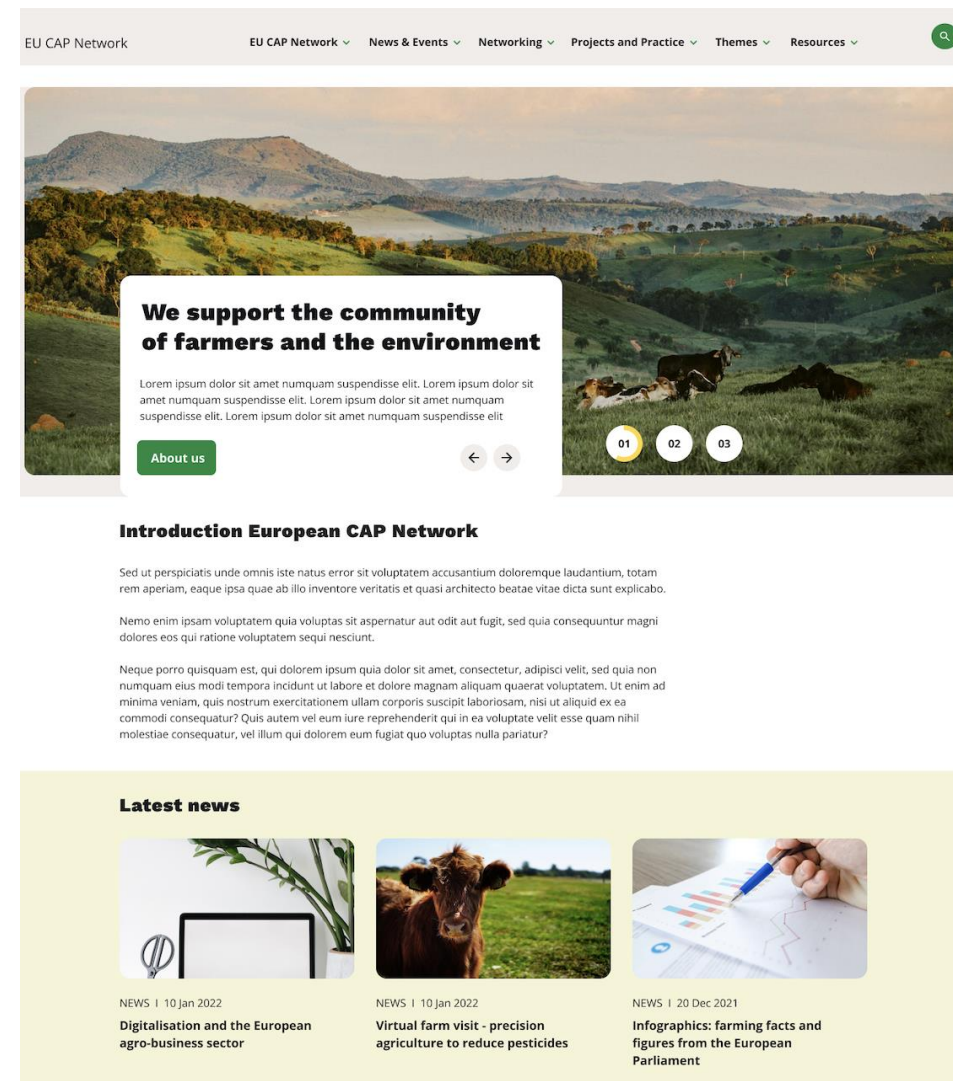 EU CAP Network
EU CAP Network News & Events Networking Projects and Practice Themes Resources
We support the community
of farmers and the environment
Lorem ipsum dolor sit amet numquam suspendisse elit. Lorem ipsum dolor sit
amet numquam suspendisse elit. Lorem ipsum dolor sit amet numquam
suspendisse elit. Lorem ipsum dolor sit amet numquam suspendisse elit
About us
01 02 03
Introduction European CAP Network
Sed ut perspiciatis unde omnis iste natus error sit voluptatem accusantium doloremque laudantium, totam
rem aperiam, eaque ipsa quae ab illo inventore veritatis et quasi architecto beatae vitae dicta sunt explicabo.
Nemo enim ipsam voluptatem quia voluptas sit aspernatur aut odit aut fugit, sed quia consequuntur magni
dolores eos qui ratione voluptatem sequi nesciunt.
Neque porro quisquam est, qui dolorem ipsum quia dolor sit amet, consectetur, adipisci velit, sed quia non
numquam eius modi tempora incidunt ut labore et dolore magnam aliquam quaerat voluptatem. Ut enim ad
minima veniam, quis nostrum exercitationem ullam corporis suscipit laboriosam, nisi ut aliquid ex ea
commodi consequatur? Quis autem vel eum iure reprehenderit qui in ea voluptate velit esse quam nihil
molestiae consequatur, vel illum qui dolorem eum fugiat quo voluptas nulla pariatur?
Latest news
NEWS I 10 Jan 2022
Digitalisation and the European
agro-business sector
NEWS I 10 Jan 2022
Virtual farm visit - precision
agriculture to reduce pesticides
NEWS I 20 Dec 2021
Infographics: farming facts and
figures from the European
Parliament